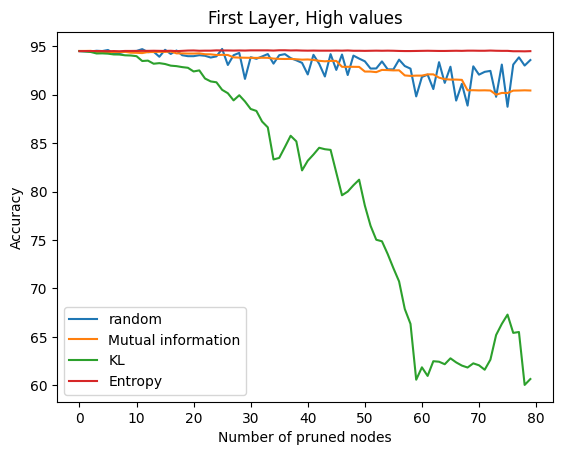 First Layer, High values
Accuracy
95
90
85
80
75
70
65
60
random
Mutual information
KL
Entropy
0 10 20 30 40 50 60 70 80
Number of pruned nodes